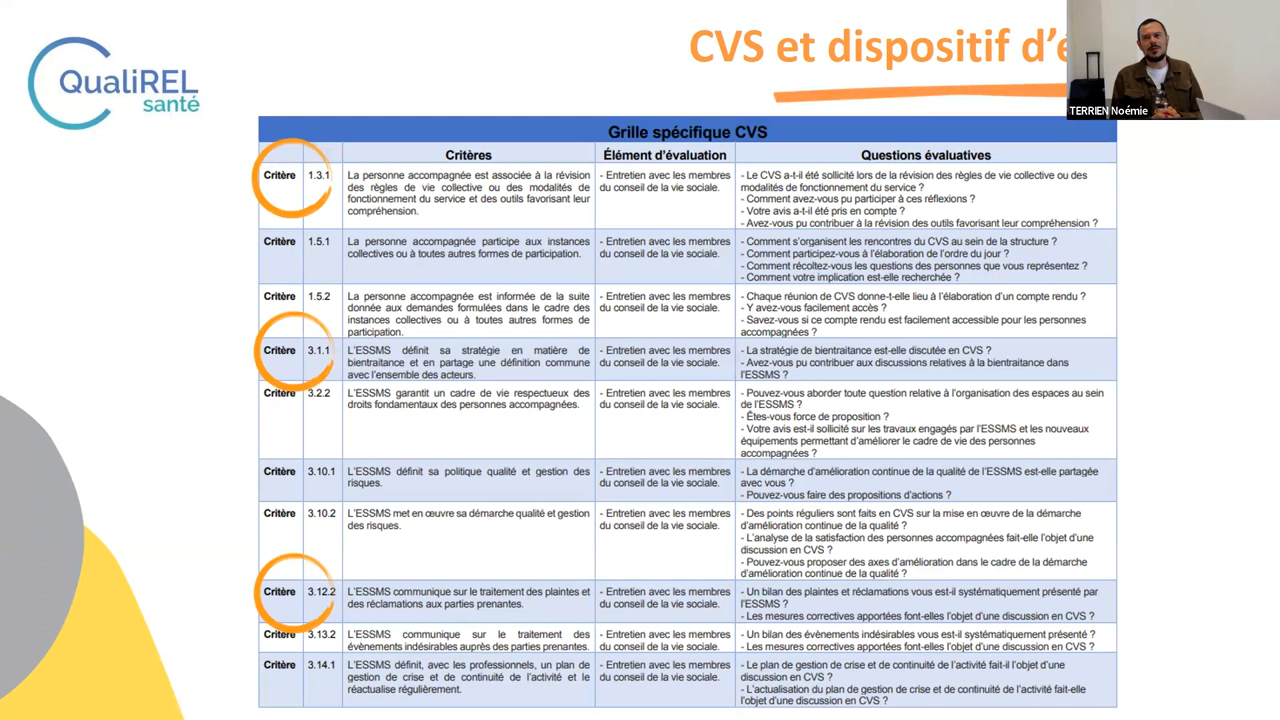 QualiREL
santé
CVS et dispositif d'é
TERRIEN Noémie
Grille spécifique CVS
Critères
Élément d'évaluation
Questions évaluatives
Critère
1.3.1
La personne accompagnée est associée à la révision
des règles de vie collective ou des modalités de
fonctionnement du service et des outils favorisant leur
compréhension.
- Entretien avec les membres
du conseil de la vie sociale.
- Le CVS a-t-il été sollicité lors de la révision des règles de vie collective ou des
modalités de fonctionnement du service ?
- Comment avez-vous pu participer à ces réflexions ?
- Votre avis a-t-il été pris en compte ?
- Avez-vous pu contribuer à la révision des outils favorisant leur compréhension ?
Critère
1.5.1
La personne accompagnée participe aux instances
collectives ou à toutes autres formes de participation.
- Entretien avec les membres
du conseil de la vie sociale.
- Comment s'organisent les rencontres du CVS au sein de la structure ?
- Comment participez-vous à l'élaboration de l'ordre du jour ?
- Comment récoltez-vous les questions des personnes que vous représentez ?
- Comment votre implication est-elle recherchée ?
Critère
1.5.2
La personne accompagnée est informée de la suite
donnée aux demandes formulées dans le cadre des
instances collectives ou à toutes autres formes de
participation.
- Entretien avec les membres
du conseil de la vie sociale.
- Chaque réunion de CVS donne-t-elle lieu à l'élaboration d'un compte rendu ?
- Y avez-vous facilement accès ?
- Savez-vous si ce compte rendu est facilement accessible pour les personnes
accompagnées ?
Critère
3.1.1
L'ESSMS définit sa stratégie en matière de
bientraitance et en partage une définition commune
avec l'ensemble des acteurs.
- Entretien avec les membres
du conseil de la vie sociale.
- La stratégie de bientraitance est-elle discutée en CVS ?
- Avez-vous pu contribuer aux discussions relatives à la bientraitance dans
l'ESSMS ?
Critère
3.2.2
L'ESSMS garantit un cadre de vie respectueux des
droits fondamentaux des personnes accompagnées.
- Entretien avec les membres
du conseil de la vie sociale.
- Pouvez-vous aborder toute question relative à l'organisation des espaces au sein
de l'ESSMS ?
- Êtes-vous force de proposition ?
- Votre avis est-il sollicité sur les travaux engagés par l'ESSMS et les nouveaux
équipements permettant d'améliorer le cadre de vie des personnes
accompagnées ?
Critère
3.10.1
L'ESSMS définit sa politique qualité et gestion des
risques.
- Entretien avec les membres
du conseil de la vie sociale.
- La démarche d'amélioration continue de la qualité de l'ESSMS est-elle partagée
avec vous ?
- Pouvez-vous faire des propositions d'actions ?
Critère
3.10.2
L'ESSMS met en œuvre sa démarche qualité et gestion
des risques.
- Entretien avec les membres
du conseil de la vie sociale.
- Des points réguliers sont faits en CVS sur la mise en œuvre de la démarche
d'amélioration continue de la qualité ?
- L'analyse de la satisfaction des personnes accompagnées fait-elle l'objet d'une
discussion en CVS ?
- Pouvez-vous proposer des axes d'amélioration dans le cadre de la démarche
d'amélioration continue de la qualité ?
Critère
3.12.2
L'ESSMS communique sur le traitement des plaintes et
des réclamations aux parties prenantes.
- Entretien avec les membres
du conseil de la vie sociale.
- Un bilan des plaintes et réclamations vous est-il systématiquement présenté par
l'ESSMS ?
- Les mesures correctives apportées font-elles l'objet d'une discussion en CVS ?
Critère
3.13.2
L'ESSMS communique sur le traitement des
évènements indésirables auprès des parties prenantes.
- Entretien avec les membres
du conseil de la vie sociale.
- Un bilan des évènements indésirables vous est-il systématiquement présenté ?
- Les mesures correctives apportées font-elles l'objet d'une discussion en CVS ?
Critère
3.14.1
L'ESSMS définit, avec les professionnels, un plan de
gestion de crise et de continuité de l'activité et le
réactualise régulièrement.
- Entretien avec les membres
du conseil de la vie sociale.
- Le plan de gestion de crise et de continuité de l'activité fait-il l'objet d'une
discussion en CVS ?
- L'actualisation du plan de gestion de crise et de continuité de l'activité fait-elle
l'objet d'une discussion en CVS ?